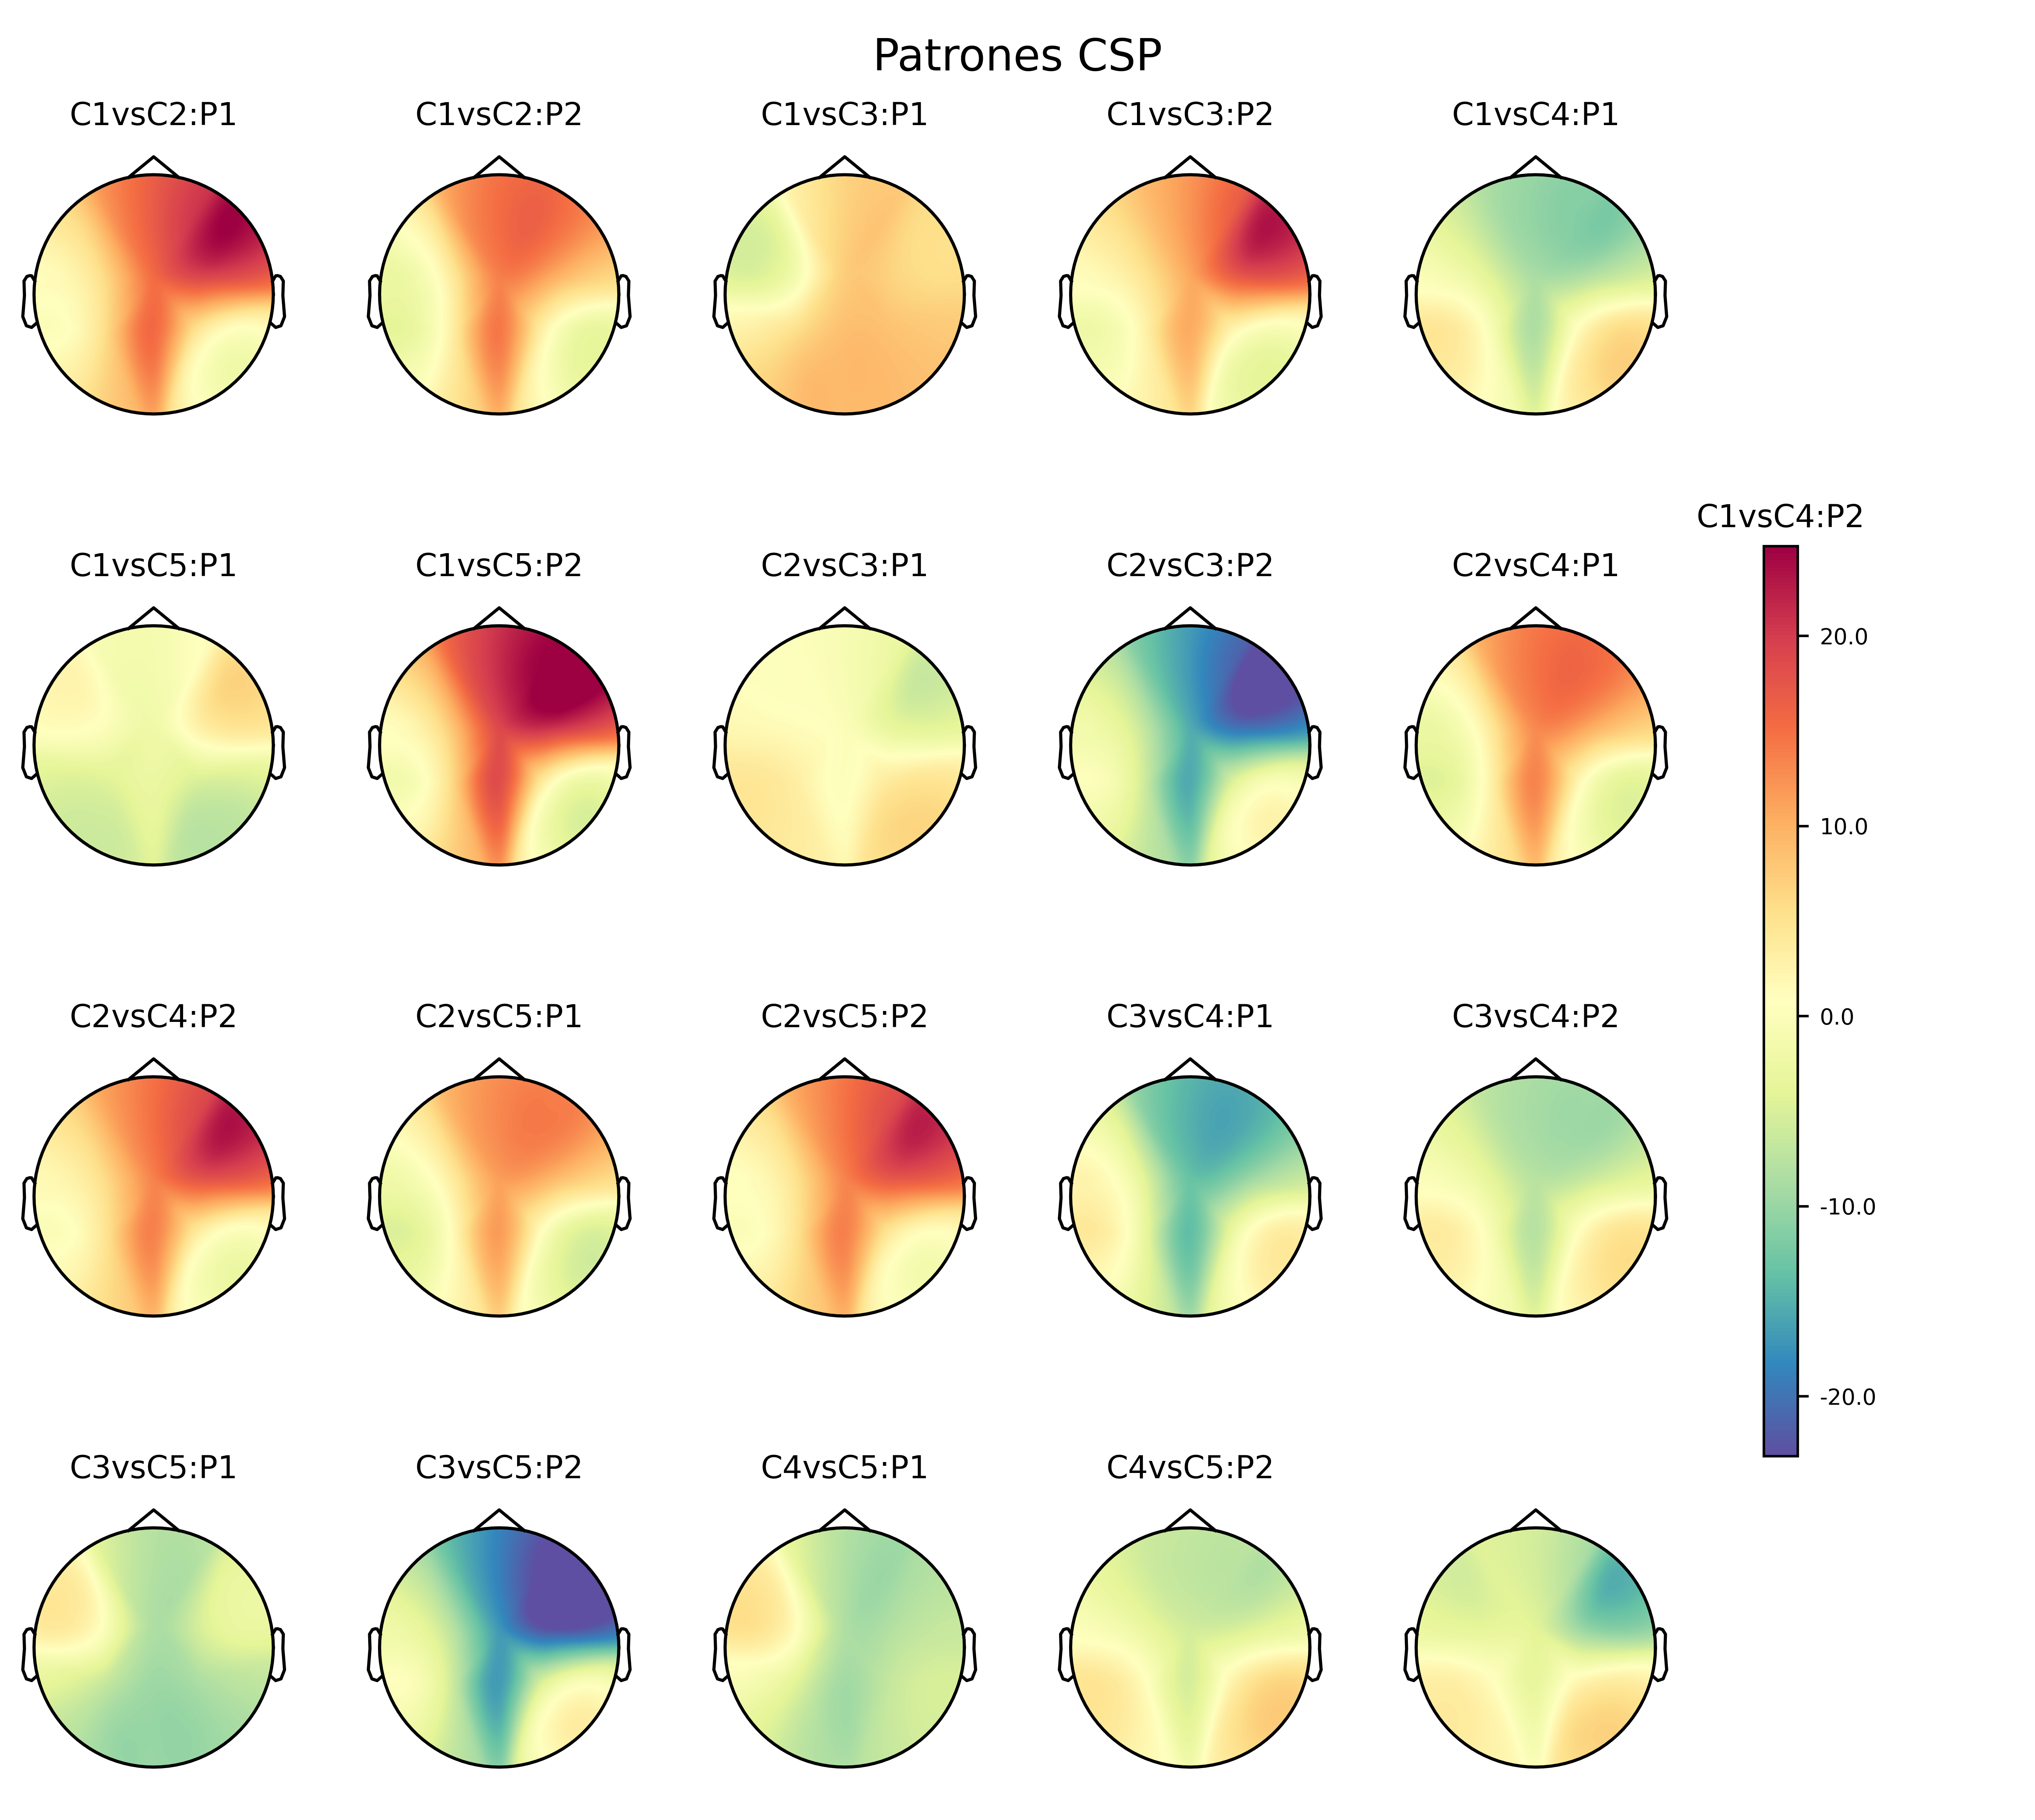 Patrones CSP
C1vsC2:P1 C1vsC2:P2 C1vsC3:P1 C1vsC3:P2 C1vsC4:P1
C1vsC4:P2
C1vsC5:P1 C1vsC5:P2 C2vsC3:P1 C2vsC3:P2 C2vsC4:P1
20.0
10.0
0.0
-10.0
-20.0
C2vsC4:P2 C2vsC5:P1 C2vsC5:P2 C3vsC4:P1 C3vsC4:P2
C3vsC5:P1 C3vsC5:P2 C4vsC5:P1 C4vsC5:P2